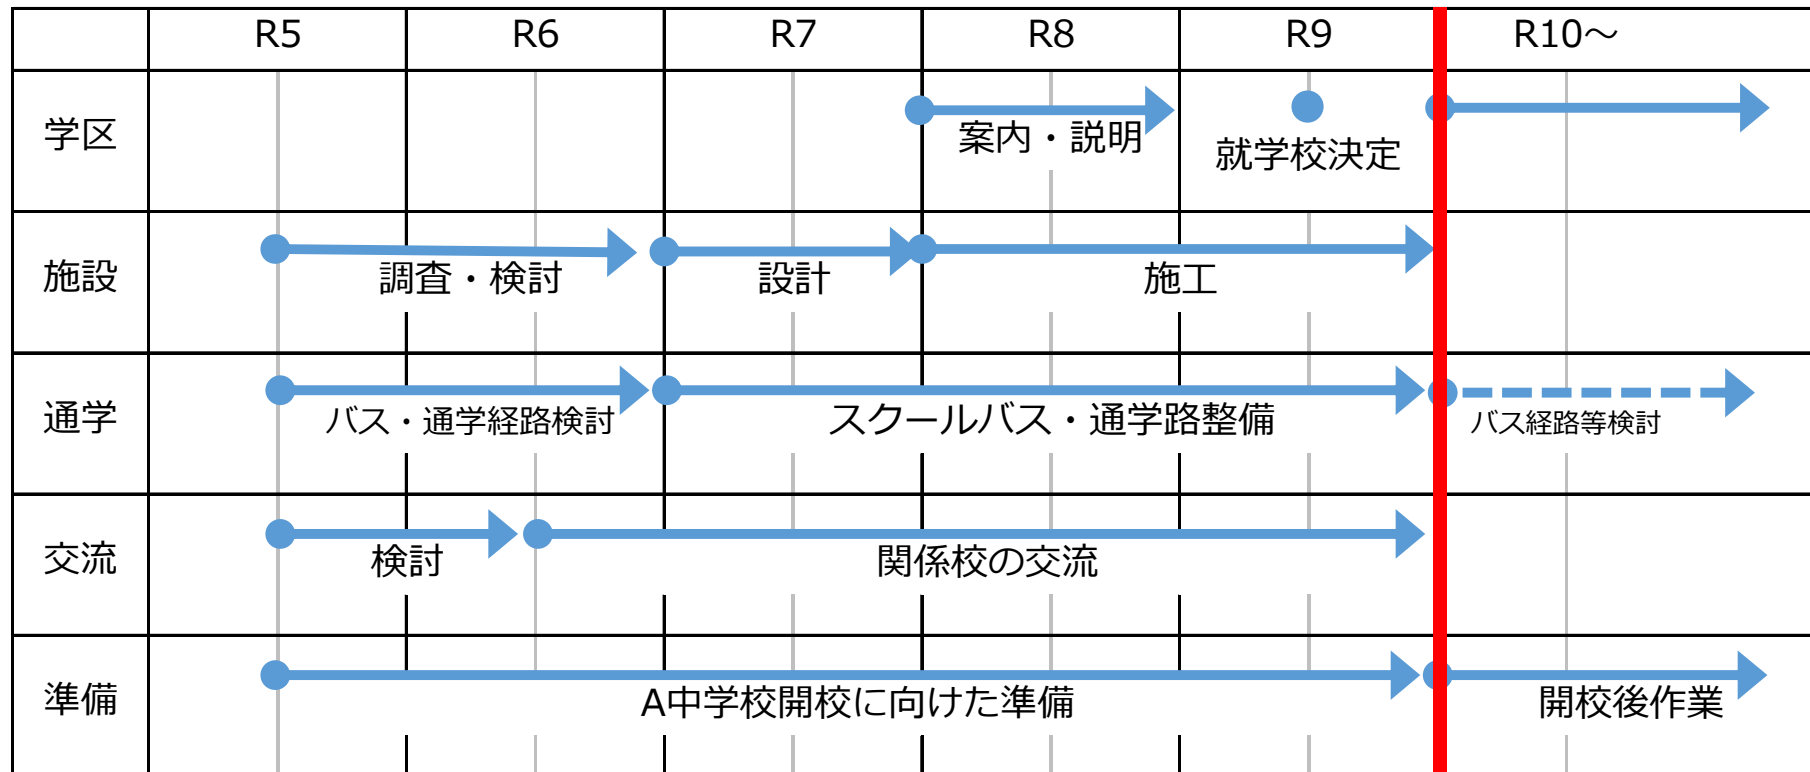 R5 R6 R7 R8 R9 R10～
学区
案内・説明
就学校決定
施設
調査・検討
設計
施工
通学
バス・通学経路検討
スクールバス・通学路整備
バス経路等検討
交流
検討
関係校の交流
準備
A中学校開校に向けた準備
開校後作業